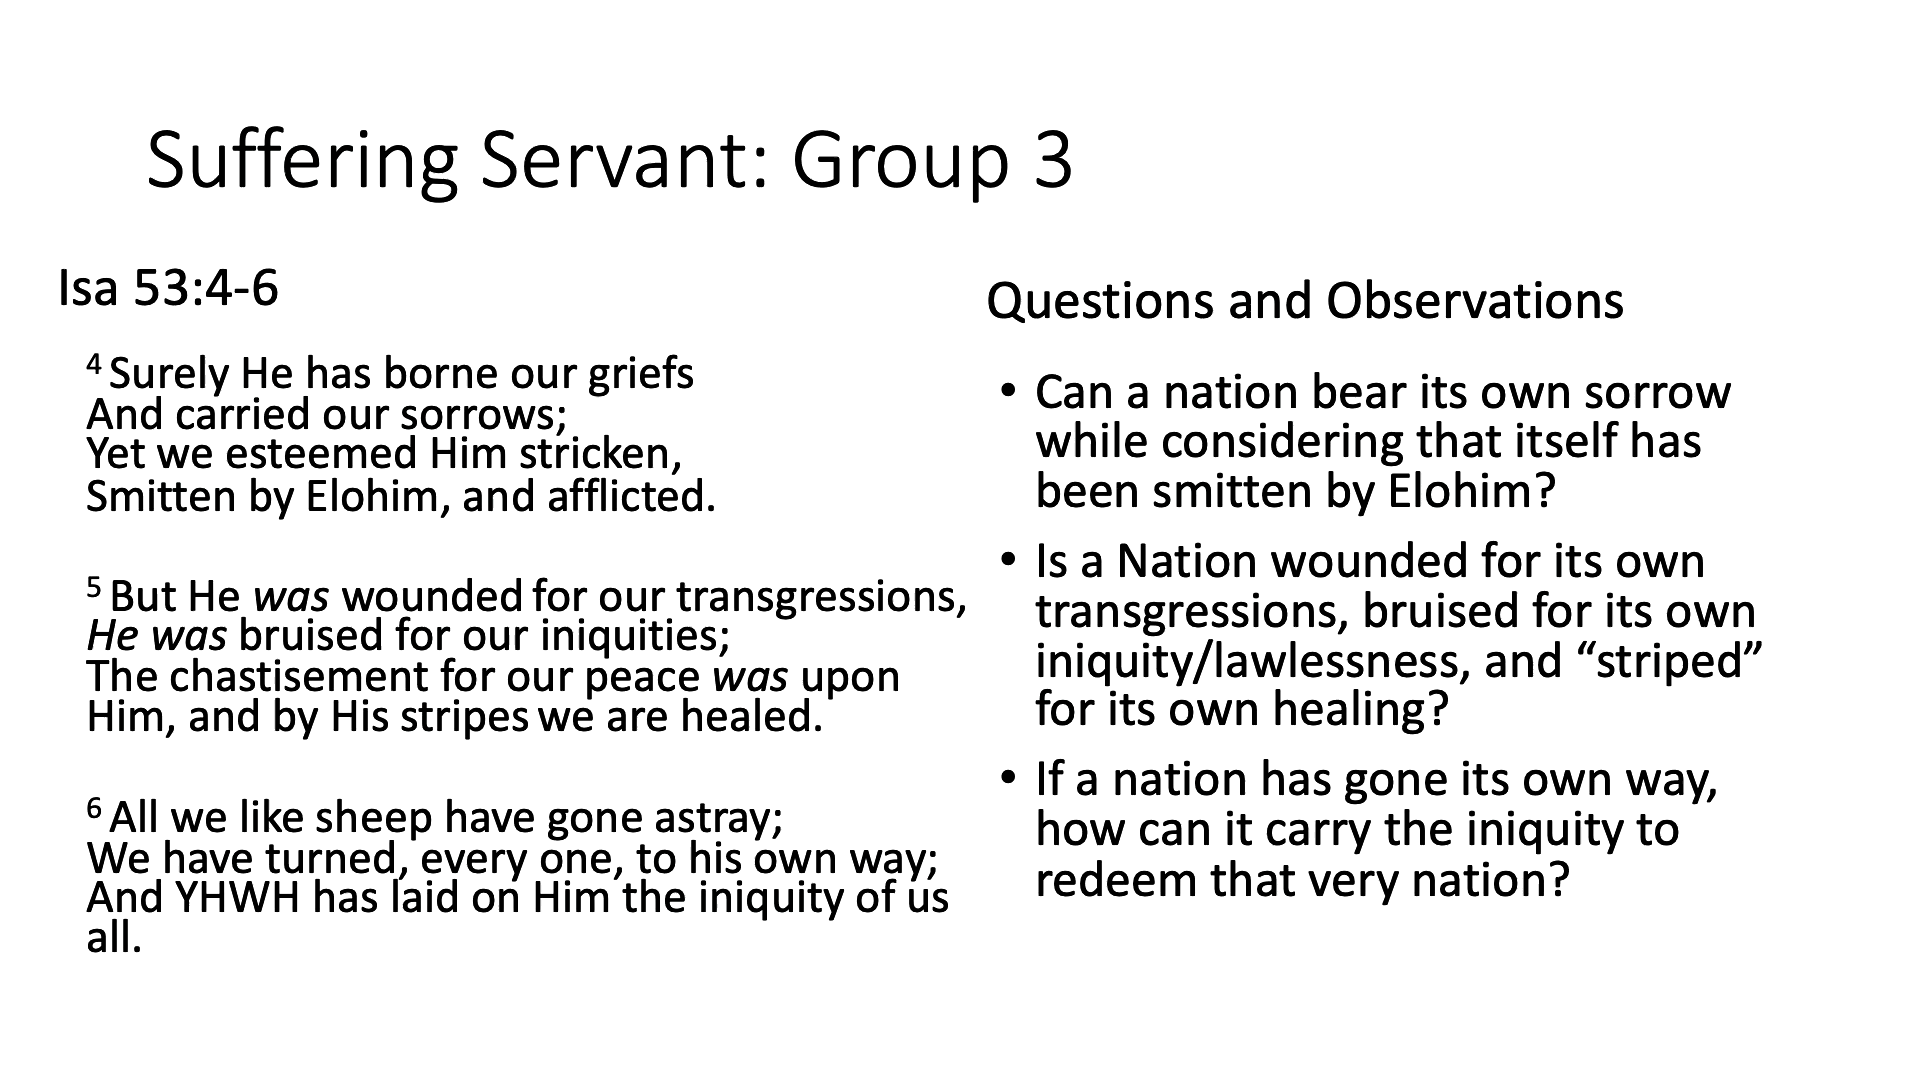 Suffering Servant: Group 3
Isa 53:4-6
4 Surely He has borne our griefs
And carried our sorrows;
Yet we esteemed Him stricken,
Smitten by Elohim, and afflicted.
5 But He was wounded for our transgressions,
He was bruised for our iniquities;
The chastisement for our peace was upon
Him, and by His stripes we are healed.
6 All we like sheep have gone astray;
We have turned, every one, to his own way;
And YHWH has laid on Him the iniquity of us
all.
Questions and Observations
• Can a nation bear its own sorrow
while considering that itself has
been smitten by Elohim?
• Is a Nation wounded for its own
transgressions, bruised for its own
iniquity/lawlessness, and “striped”
for its own healing?
• If a nation has gone its own way,
how can it carry the iniquity to
redeem that very nation?